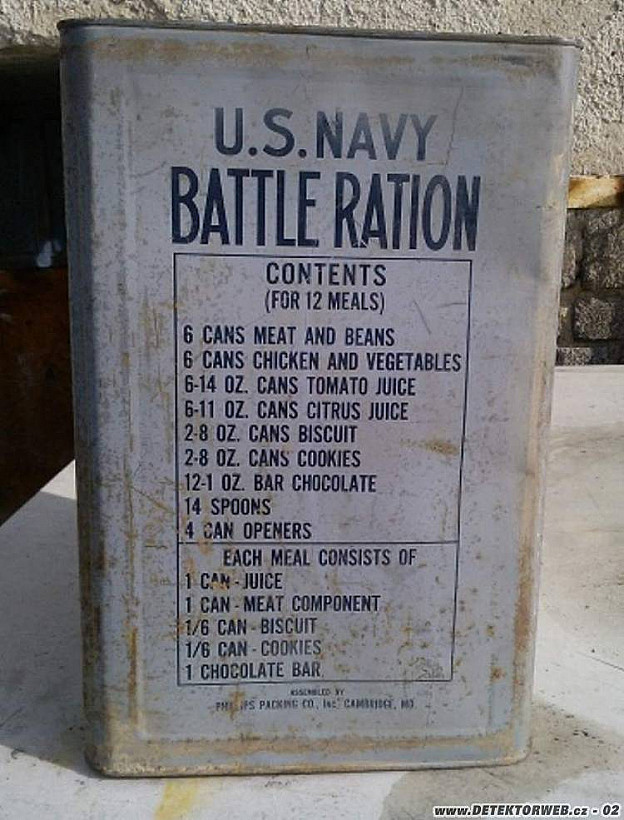 U.S. NAVY
BATTLE RATION
CONTENTS
(FOR 12 MEALS)
6 CANS MEAT AND BEANS
6 CANS CHICKEN AND VEGETABLES
6-14 OZ. CANS TOMATO JUICE
6-11 OZ. CANS CITRUS JUICE
2-8 OZ. CANS BISCUIT
2-8 OZ. CANS COOKIES
12-1 OZ. BAR CHOCOLATE
14 SPOONS
4 CAN OPENERS
EACH MEAL CONSISTS OF
1 CAN - JUICE
1 CAN - MEAT COMPONENT
1/6 CAN - BISCUIT
1/6 CAN - COOKIES
1 CHOCOLATE BAR
ASSEMBLED BY
PHILLIPS PACKING CO., Inc. CAMBRIDGE, MD.
www.DETEKTORWEB.cz - 02